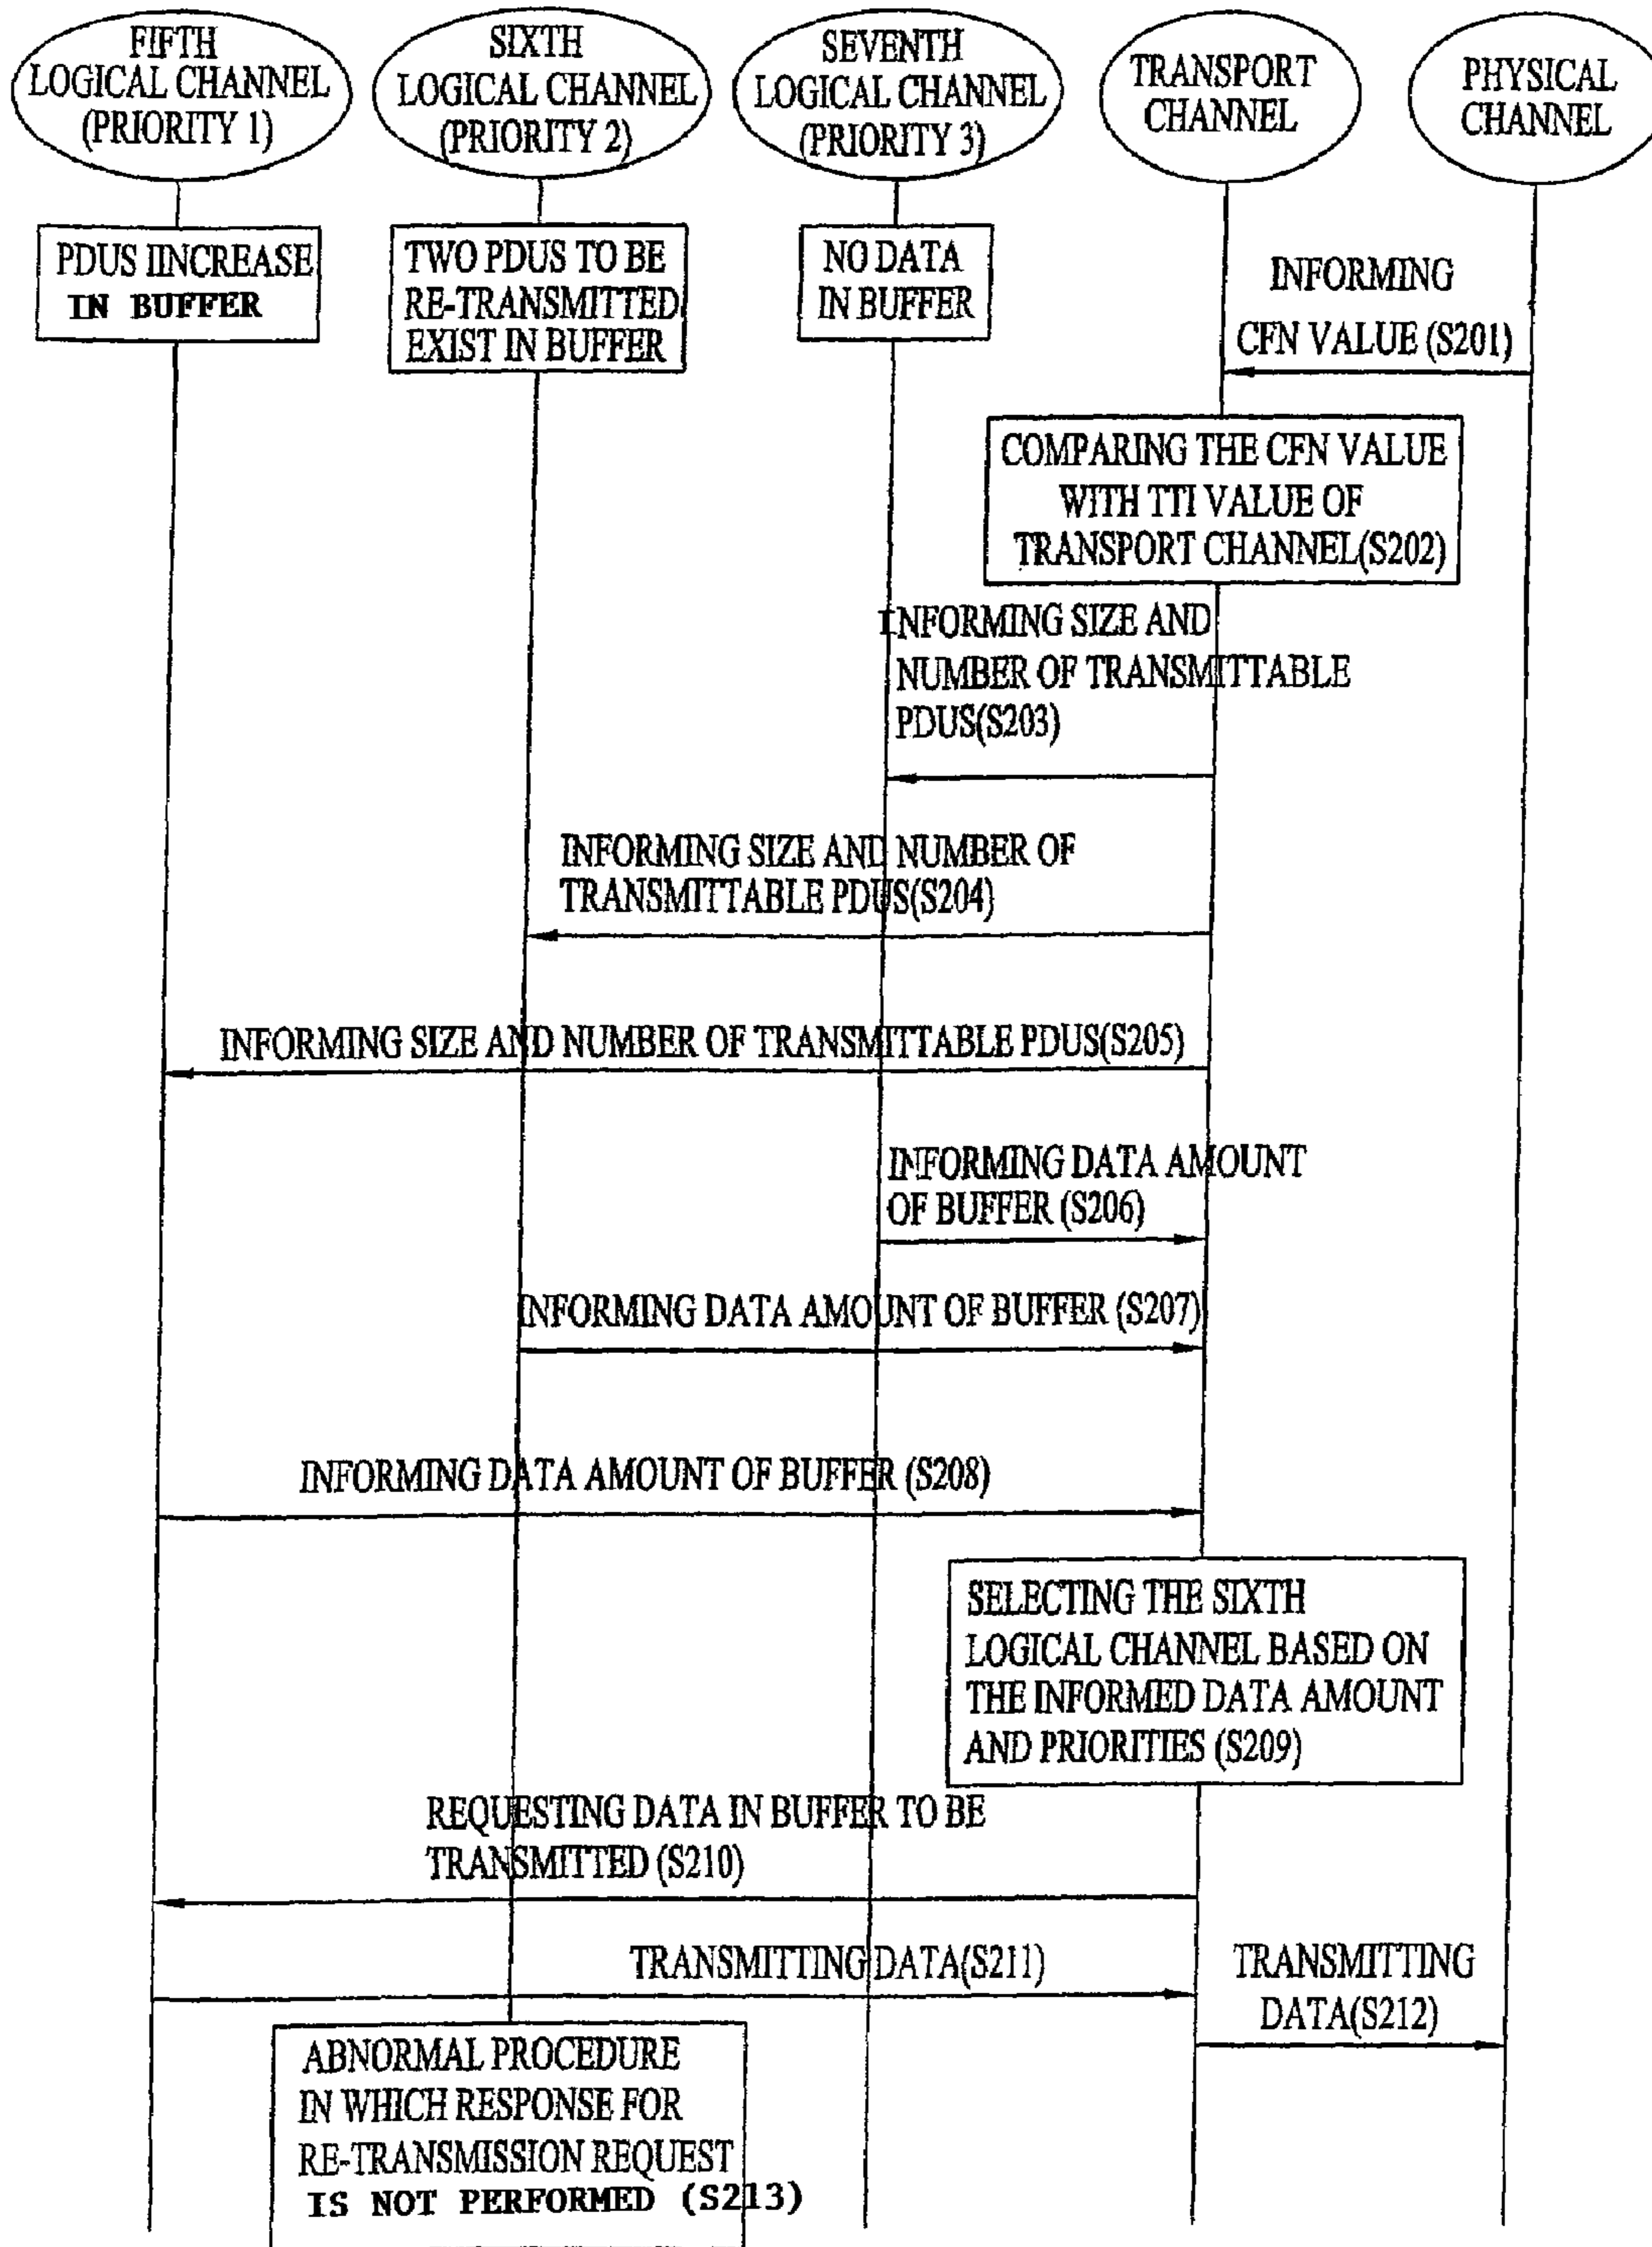 FIFTH
LOGICAL CHANNEL
(PRIORITY 1)
SIXTH
LOGICAL CHANNEL
(PRIORITY 2)
SEVENTH
LOGICAL CHANNEL
(PRIORITY 3)
TRANSPORT
CHANNEL
PHYSICAL
CHANNEL
PDUS IINCREASE
IN BUFFER
TWO PDUS TO BE
RE-TRANSMITTED
EXIST IN BUFFER
NO DATA
IN BUFFER
INFORMING
CFN VALUE (S201)
COMPARING THE CFN VALUE
WITH TTI VALUE OF
TRANSPORT CHANNEL(S202)
INFORMING SIZE AND
NUMBER OF TRANSMITTABLE
PDUS(S203)
INFORMING SIZE AND NUMBER OF
TRANSMITTABLE PDUS(S204)
INFORMING SIZE AND NUMBER OF TRANSMITTABLE PDUS(S205)
INFORMING DATA AMOUNT
OF BUFFER (S206)
INFORMING DATA AMOUNT OF BUFFER (S207)
INFORMING DATA AMOUNT OF BUFFER (S208)
SELECTING THE SIXTH
LOGICAL CHANNEL BASED ON
THE INFORMED DATA AMOUNT
AND PRIORITIES (S209)
REQUESTING DATA IN BUFFER TO BE
TRANSMITTED (S210)
TRANSMITTING DATA(S211)
TRANSMITTING
DATA(S212)
ABNORMAL PROCEDURE
IN WHICH RESPONSE FOR
RE-TRANSMISSION REQUEST
IS NOT PERFORMED (S213)